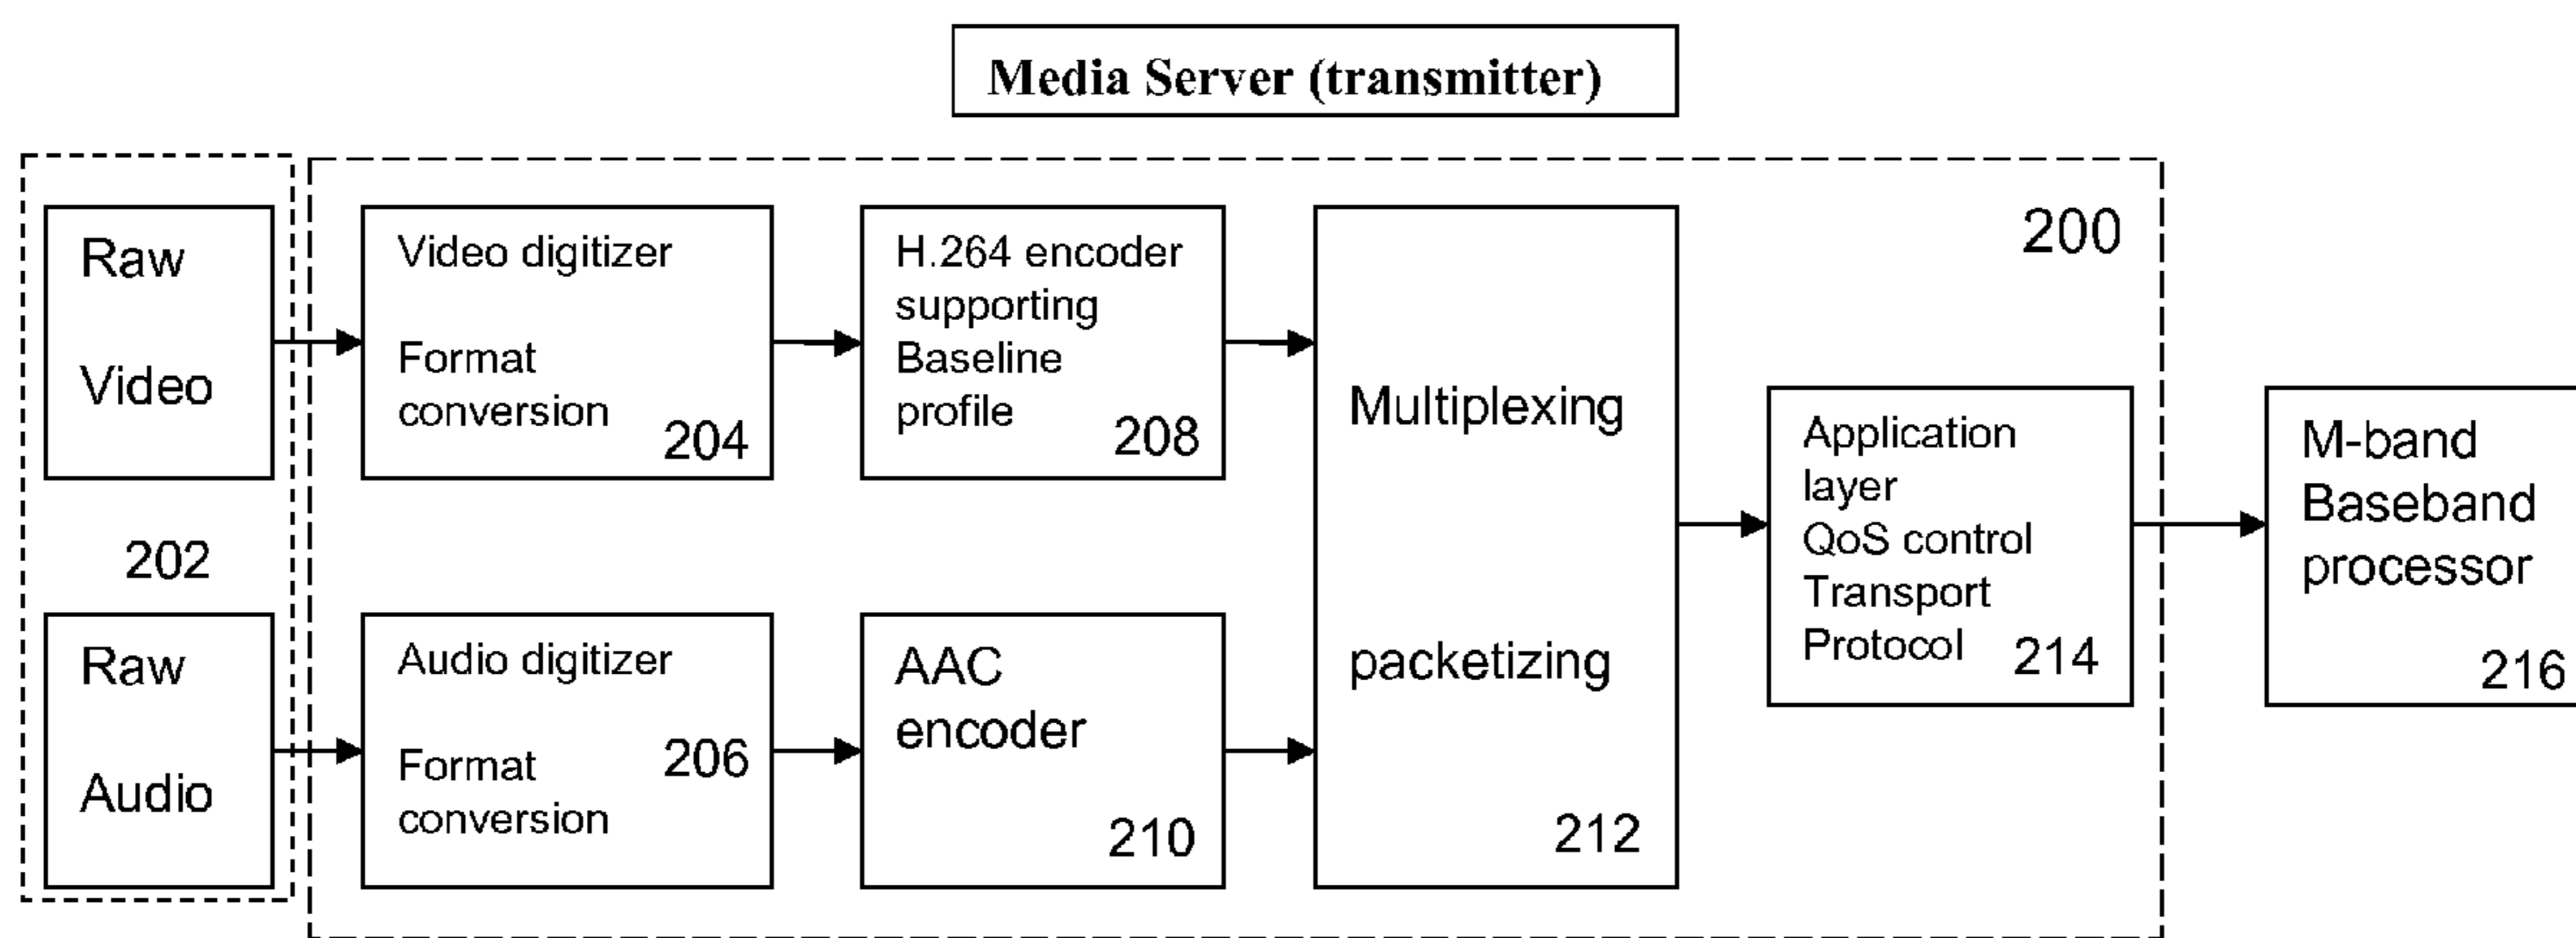 Media Server (transmitter)
Raw
Video
202
Raw
Audio
200
Video digitizer
Format
conversion
204
Audio digitizer
206
Format
conversion
H.264 encoder
supporting
Baseline
profile
208
AAC
encoder
210
Multiplexing
packetizing
212
Application
layer
QoS control
Transport
Protocol
214
M-band
Baseband
processor
216